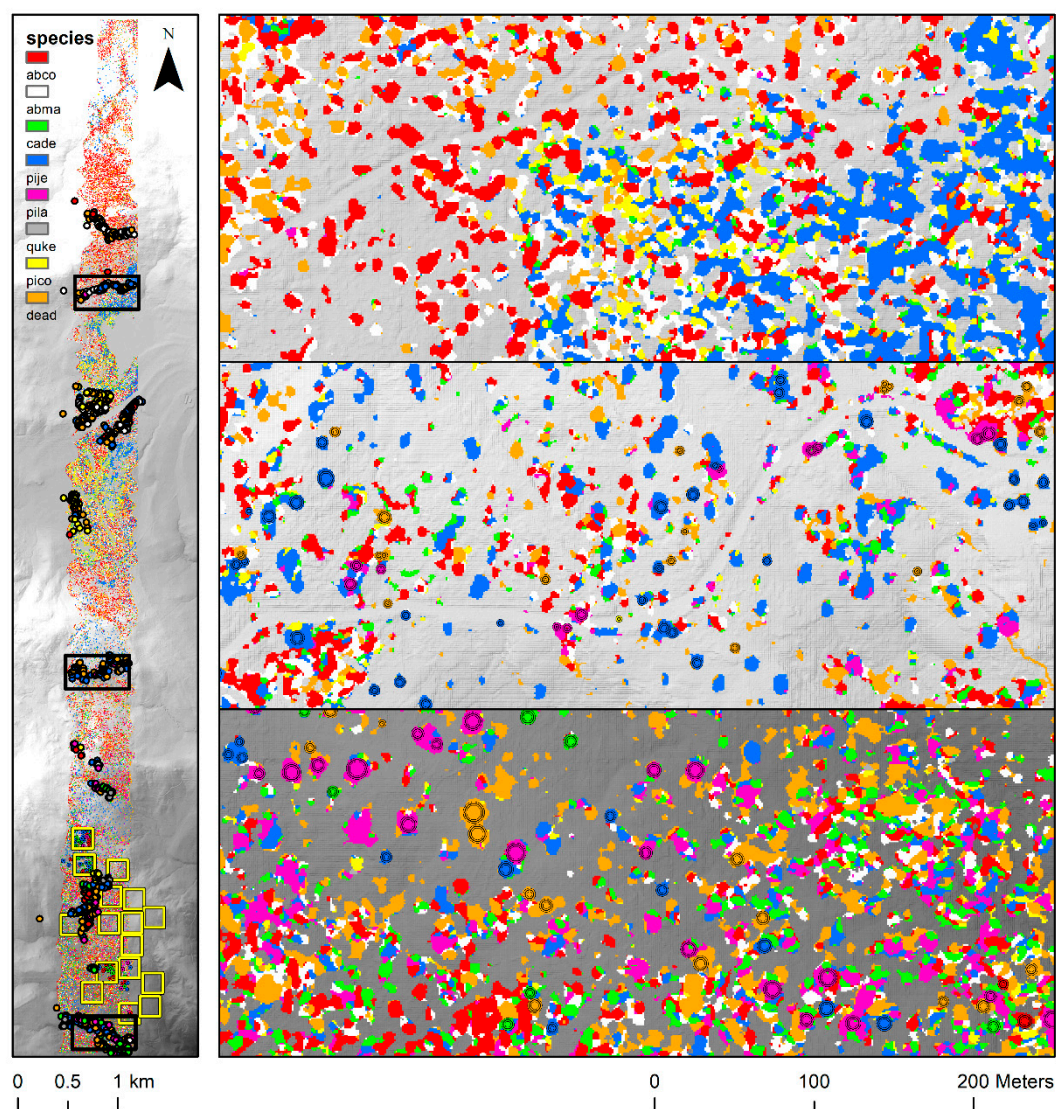 species
N
abco
abma
cade
pije
pila
quke
pico
dead
0 0.5 1 km
0 100 200 Meters